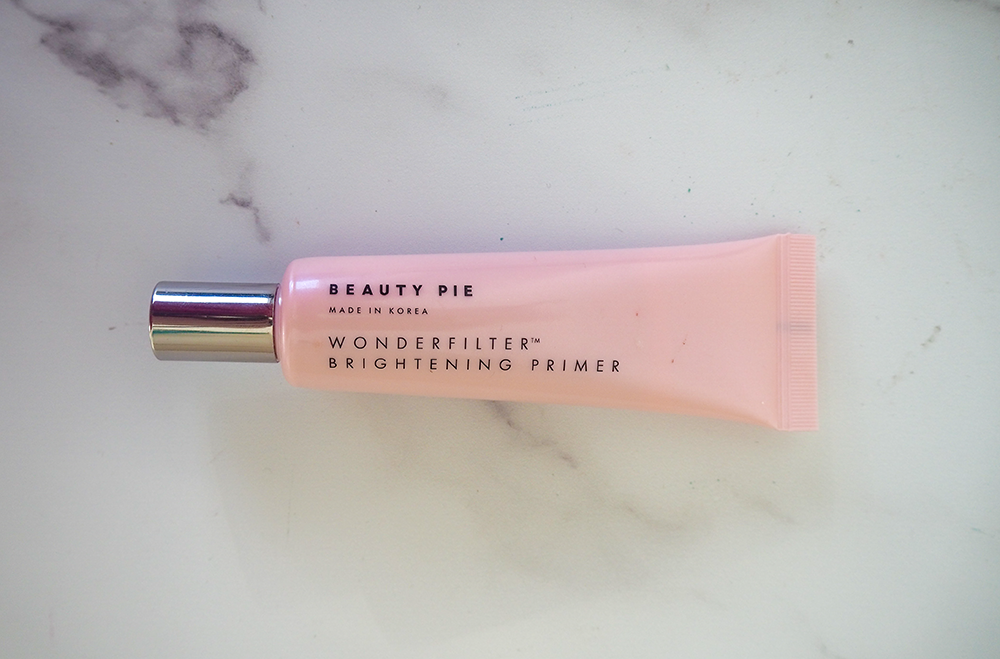 BEAUTY PIE
MADE IN KOREA
WONDERFILTER™
BRIGHTENING PRIMER